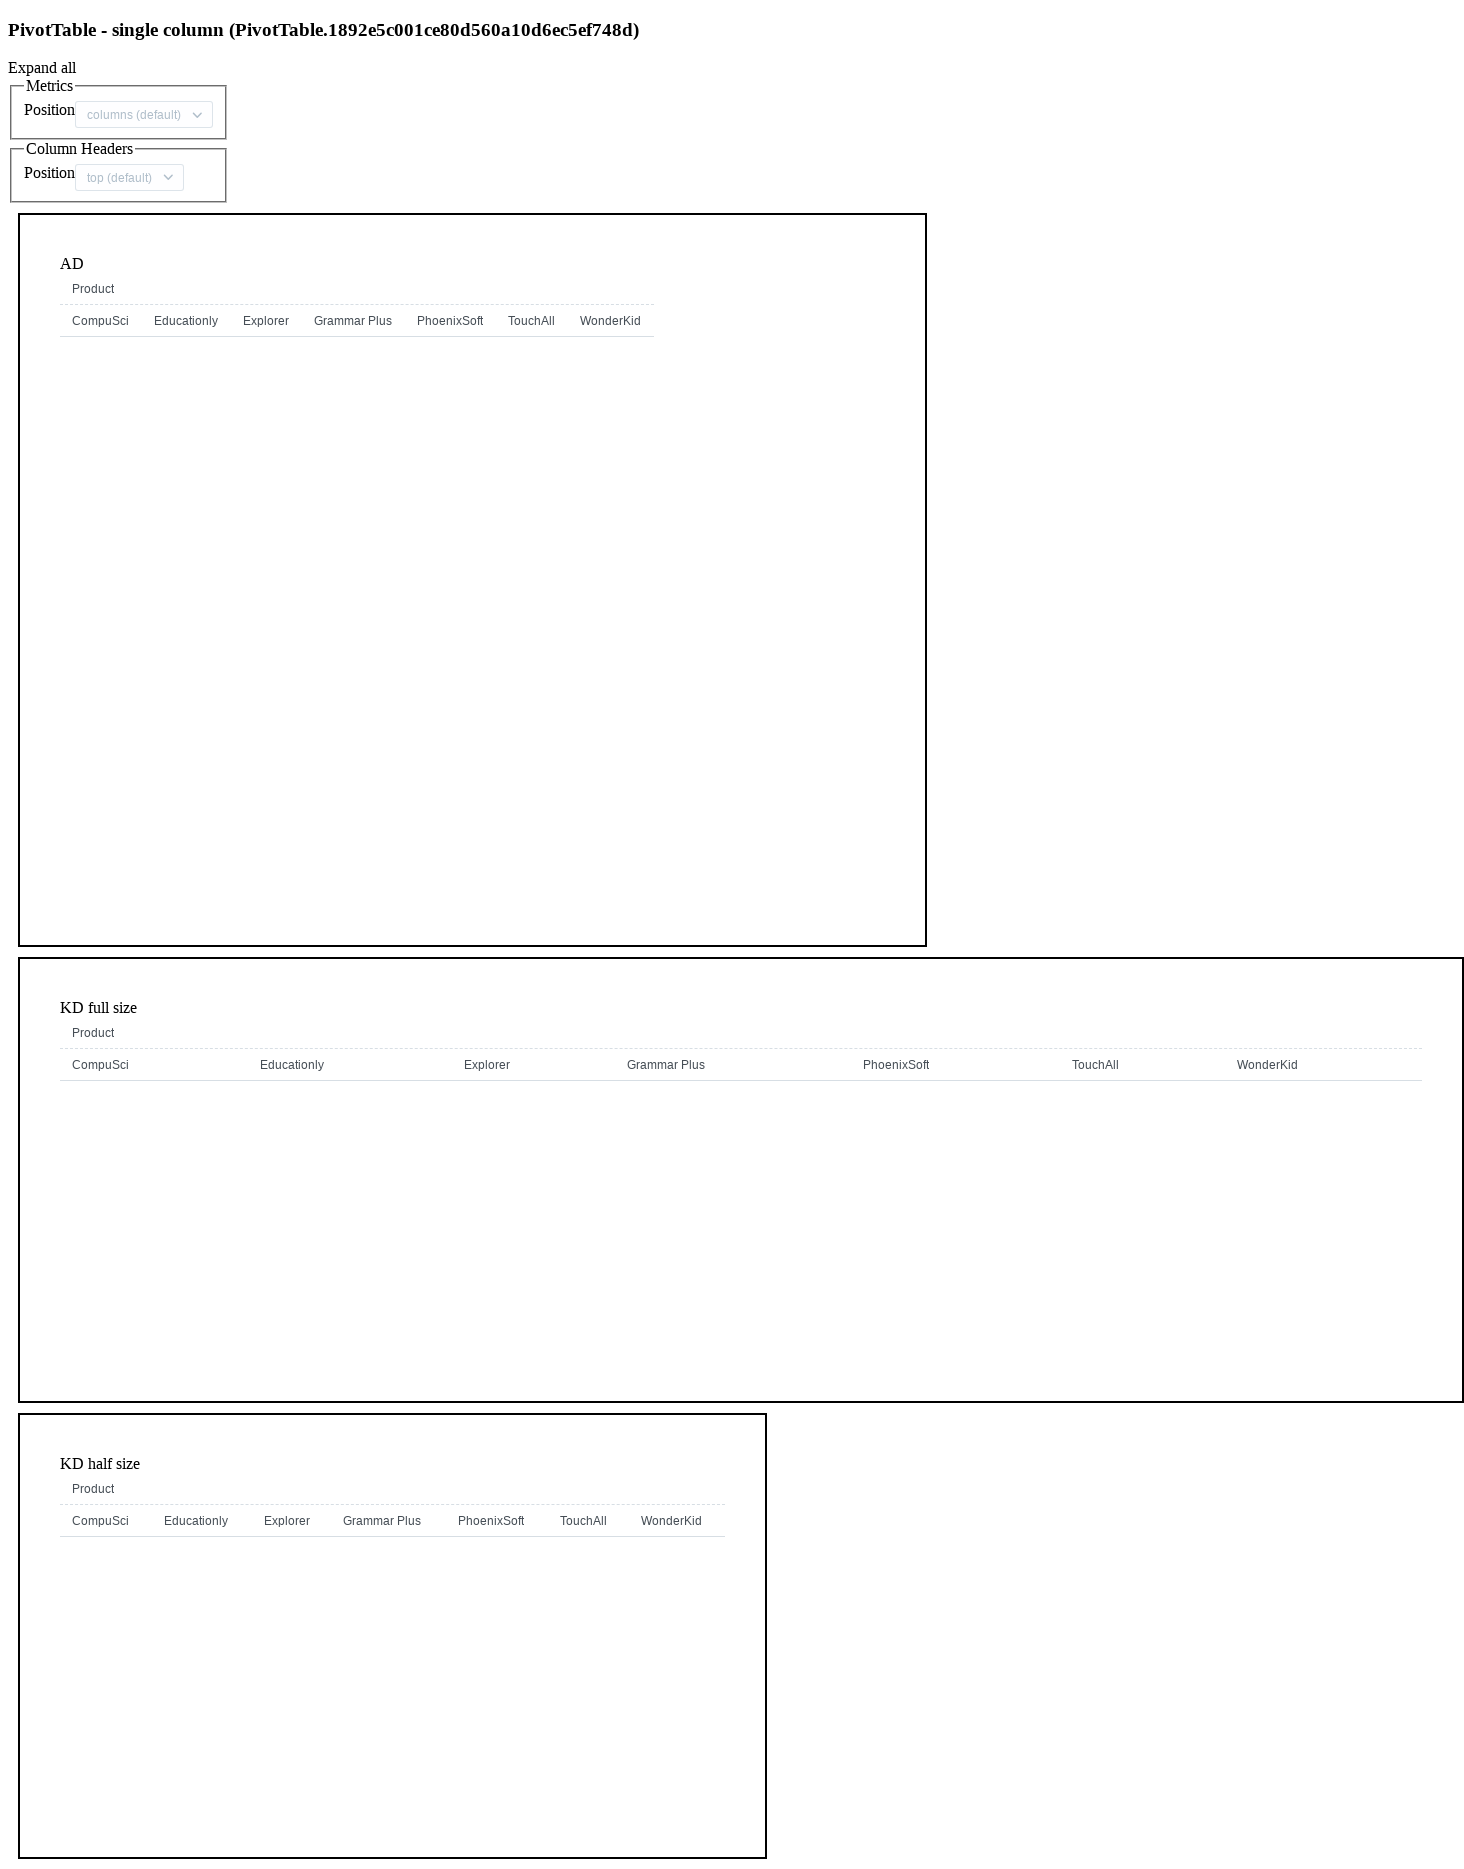 PivotTable - single column (PivotTable.1892e5c001ce80d560a10d6ec5ef748d)
Expand all
Metrics
Position columns (default)
Column Headers
Position top (default)
AD
Product
CompuSci Educationly Explorer Grammar Plus PhoenixSoft TouchAll WonderKid
KD full size
Product
CompuSci Educationly Explorer Grammar Plus PhoenixSoft TouchAll WonderKid
KD half size
Product
CompuSci Educationly Explorer Grammar Plus PhoenixSoft TouchAll WonderKid